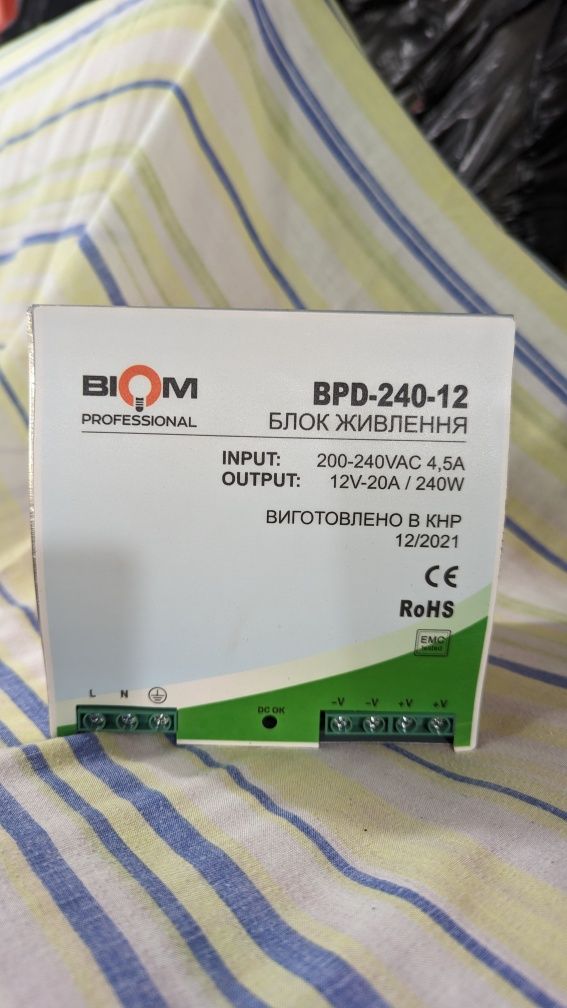 BIOM
PROFESSIONAL
BPD-240-12
БЛОК ЖИВЛЕННЯ
INPUT: 200-240VAC 4,5A
OUTPUT: 12V-20A / 240W
ВИГОТОВЛЕНО В КНР
12/2021
CE
RoHS
EMC
tested
L N
DC OK
-V -V +V +V